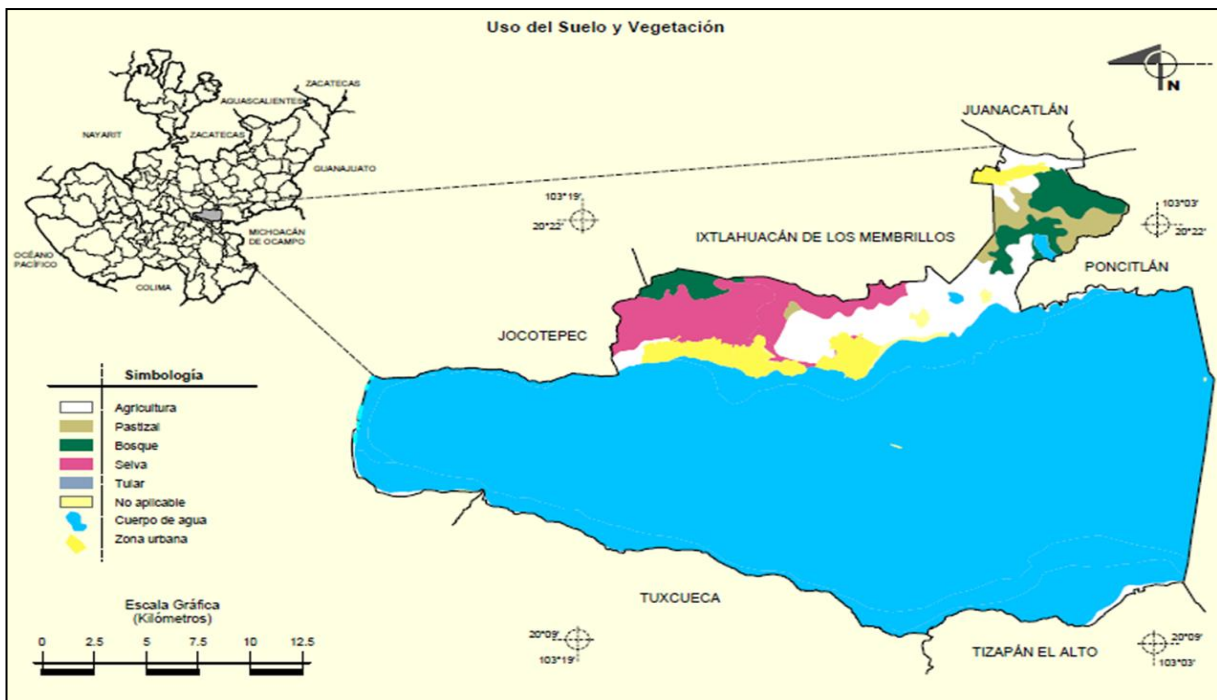 Uso del Suelo y Vegetación
N
ZACATECAS
AGUASCALIENTES
NAYARIT
ZACATECAS
GUANAJUATO
MICHOACÁN
DE OCAMPO
OCÉANO
PACÍFICO
COLIMA
JUANACATLÁN
103°19'
20°22'
103°03'
20°22'
IXTLAHUACÁN DE LOS MEMBRILLOS
PONCITLÁN
JOCOTEPEC
Simbología
Agricultura
Pastizal
Bosque
Selva
Tular
No aplicable
Cuerpo de agua
Zona urbana
TUXCUECA
Escala Gráfica
(Kilómetros)
0 2.5 5 7.5 10 12.5
20°09'
103°19'
TIZAPÁN EL ALTO
20°09'
103°03'